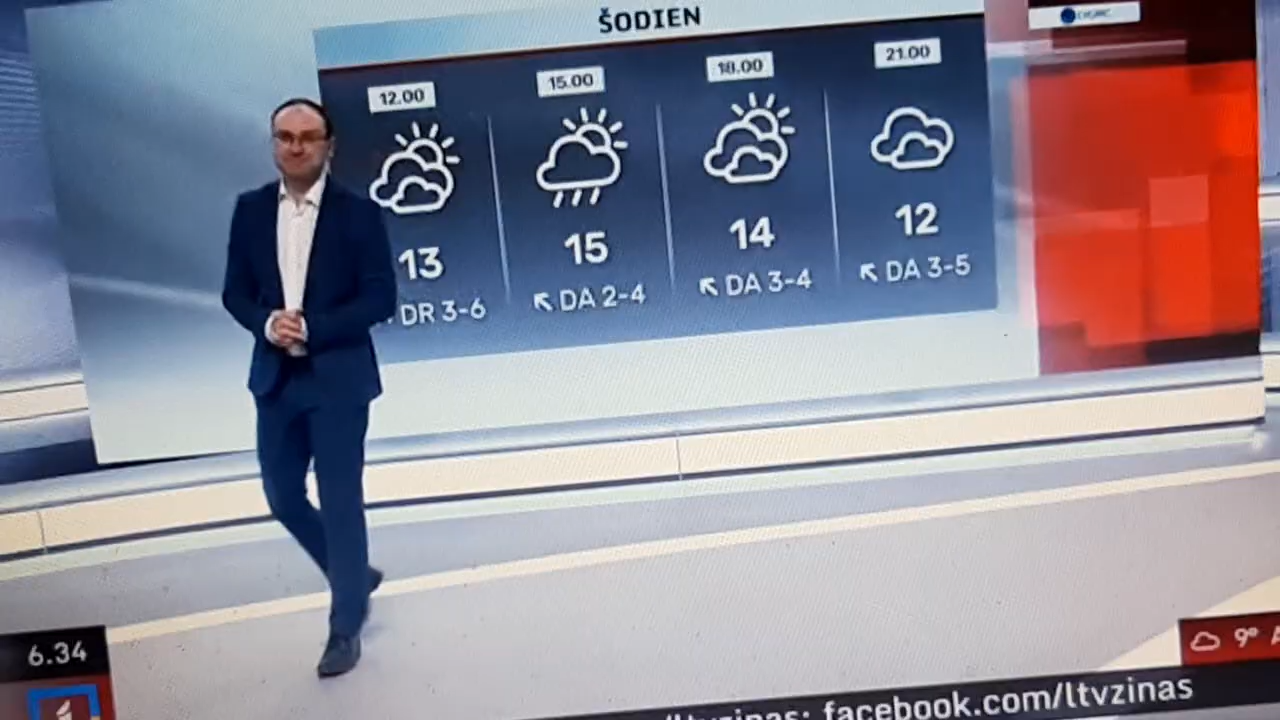 ŠODIEN
12.00
15.00
18.00
21.00
13
15
14
12
DR 3-6
DA 2-4
DA 3-4
DA 3-5
6.34
1
9°
facebook.com/ltvzinas